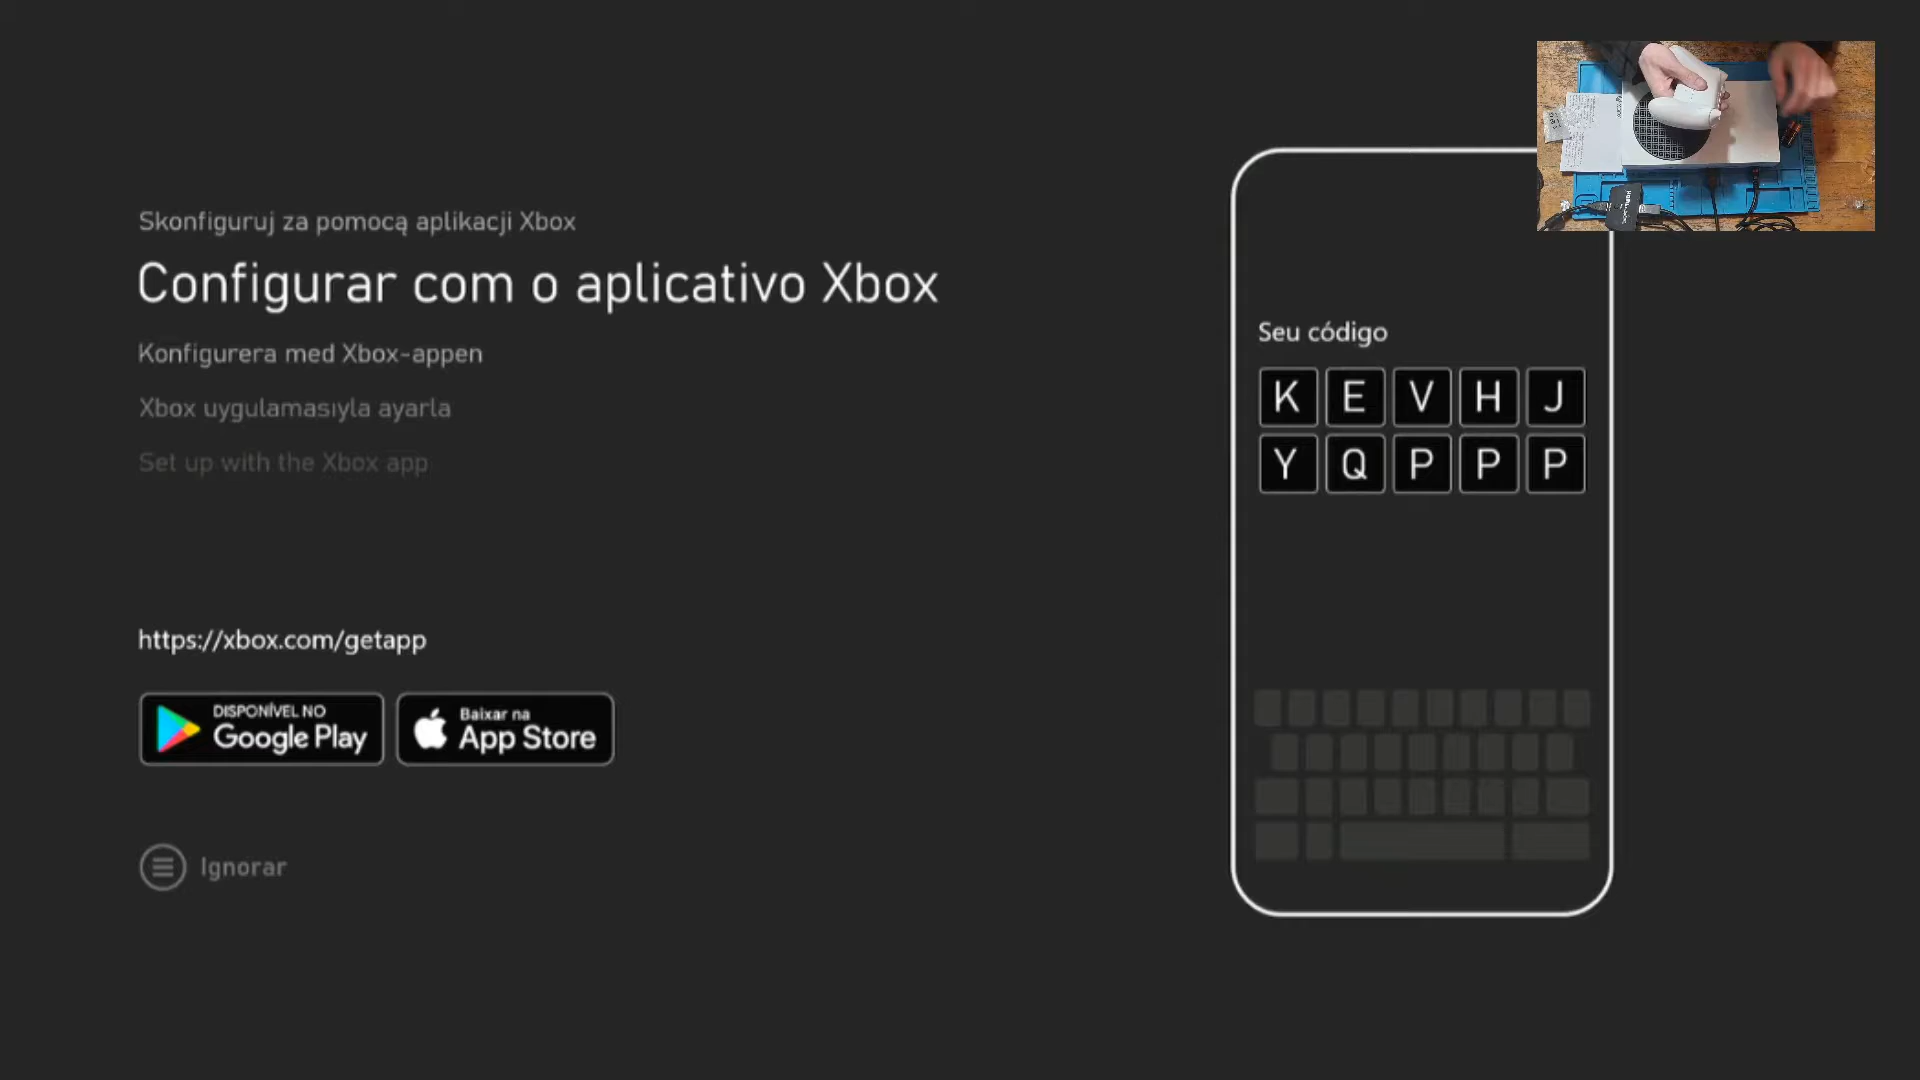 Skonfiguruj za pomocą aplikacji Xbox
Configurar com o aplicativo Xbox
Konfigurera med Xbox-appen
Xbox uygulamasıyla ayarla
Set up with the Xbox app
https://xbox.com/getapp
DISPONÍVEL NO
Google Play
Baixar na
App Store
Ignorar
Seu código
K E V H J
Y Q P P P